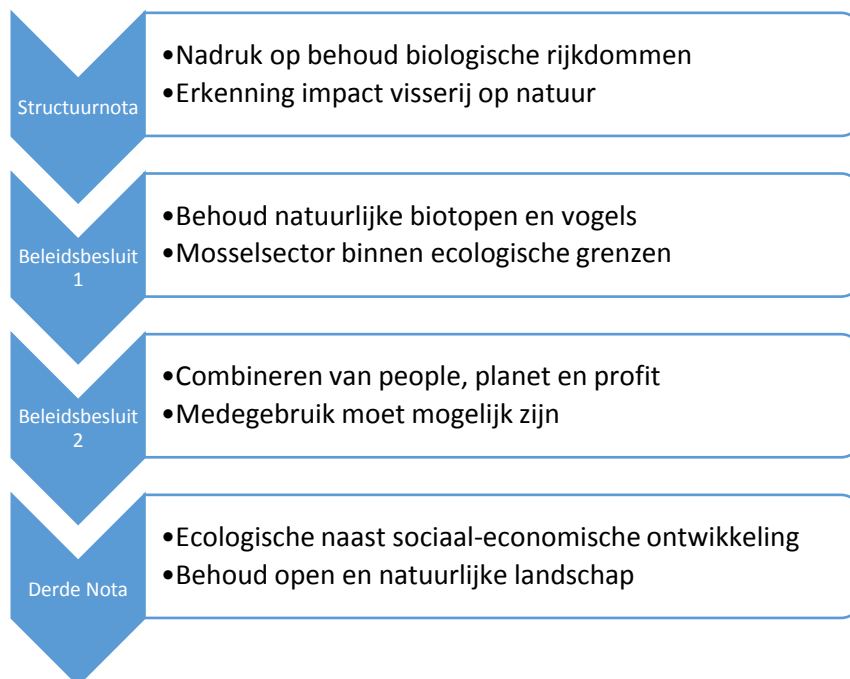 Structuurnota
•Nadruk op behoud biologische rijkdommen
•Erkenning impact visserij op natuur
Beleidsbesluit
1
•Behoud natuurlijke biotopen en vogels
•Mosselsector binnen ecologische grenzen
Beleidsbesluit
2
•Combineren van people, planet en profit
•Medegebruik moet mogelijk zijn
Derde Nota
•Ecologische naast sociaal-economische ontwikkeling
•Behoud open en natuurlijke landschap